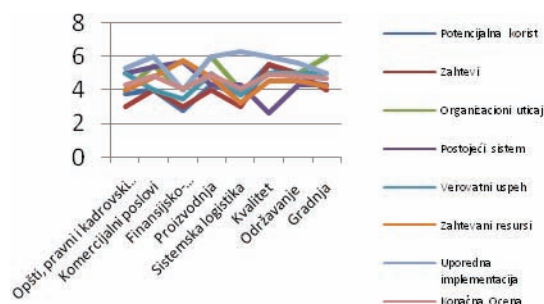 8
6
4
2
0
Opšti, pravni i kadrovski...
Komercijalni poslovi
Finansijsko-...
Proizvodnja
Sistemska logistika
Kvalitet
Održavanje
Gradnja
Potencijalna korist
Zahtevi
Organizacioni uticaj
Postojeći sistem
Verovatni uspeh
Zahtevani resursi
Uporedna
implementacija
Konačna Ocena